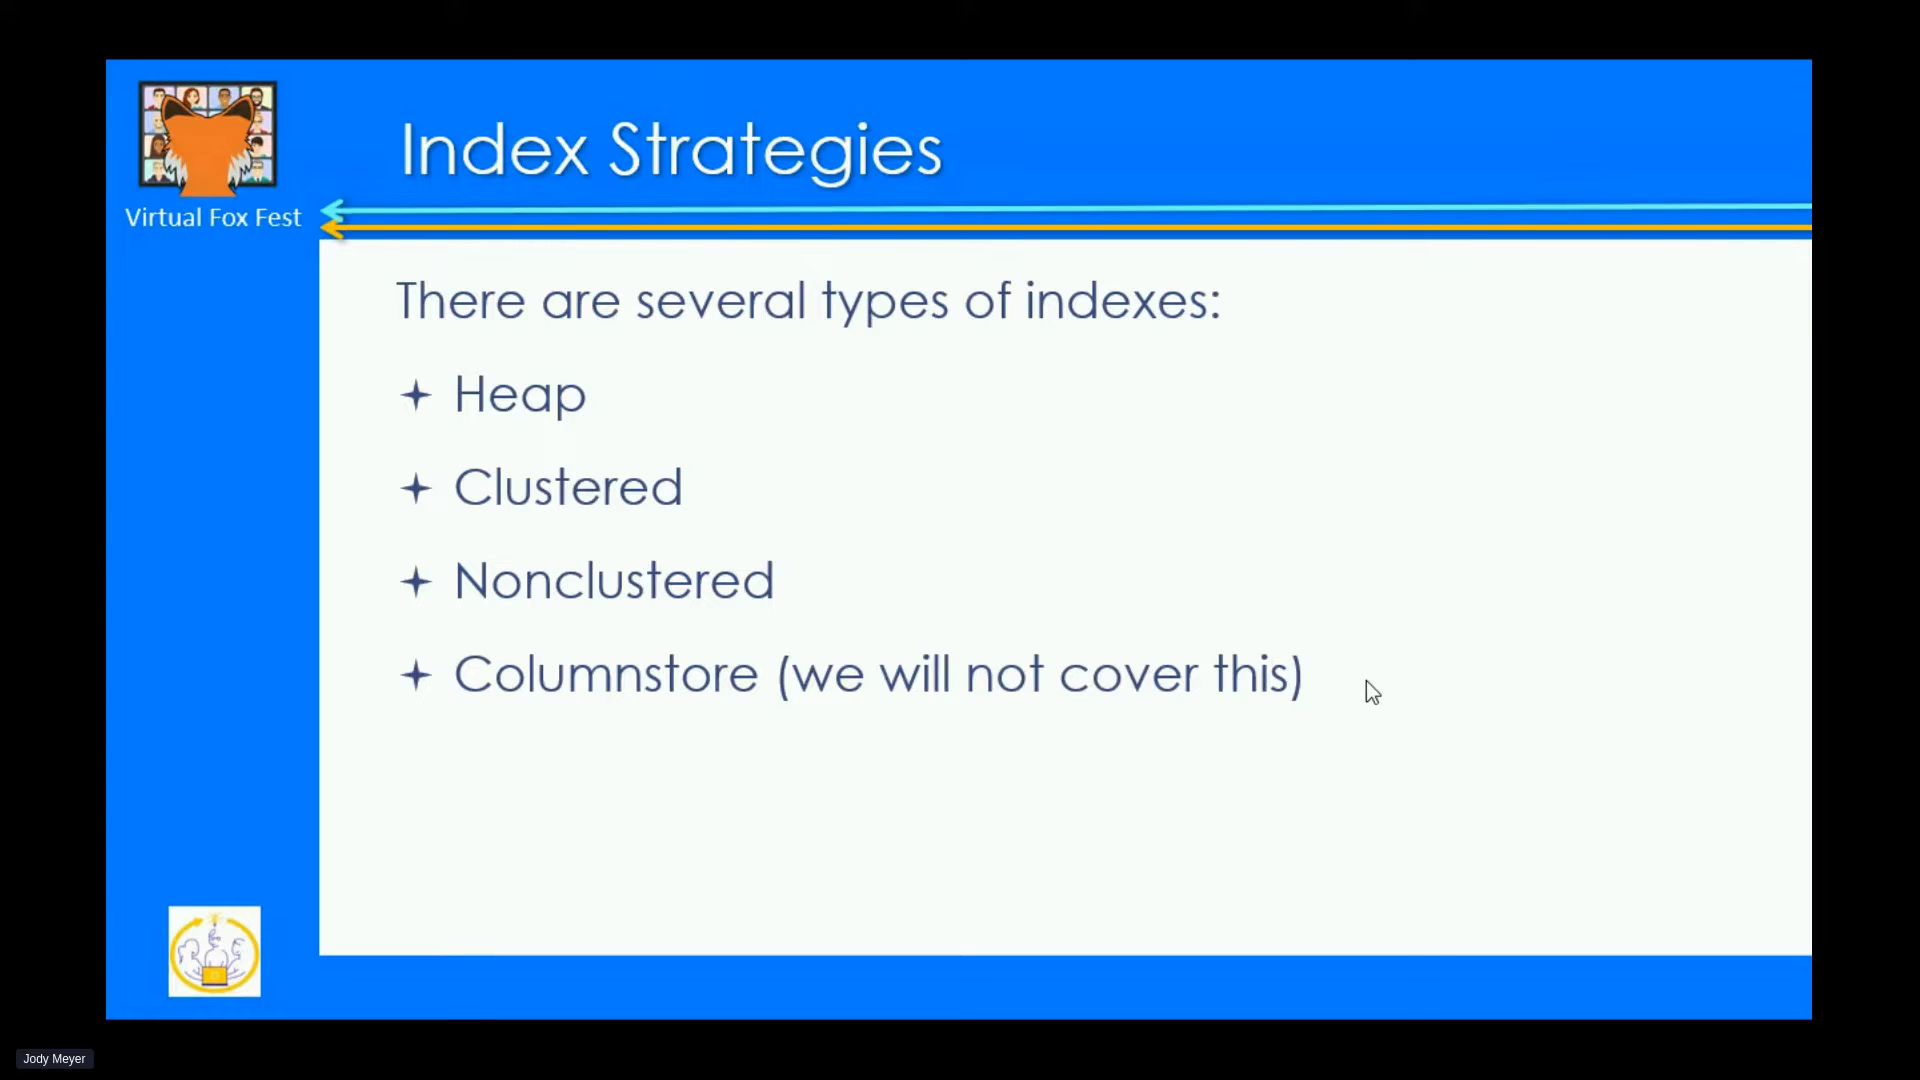 Index Strategies
Virtual Fox Fest
There are several types of indexes:
Heap
Clustered
Nonclustered
Columnstore (we will not cover this)
Jody Meyer